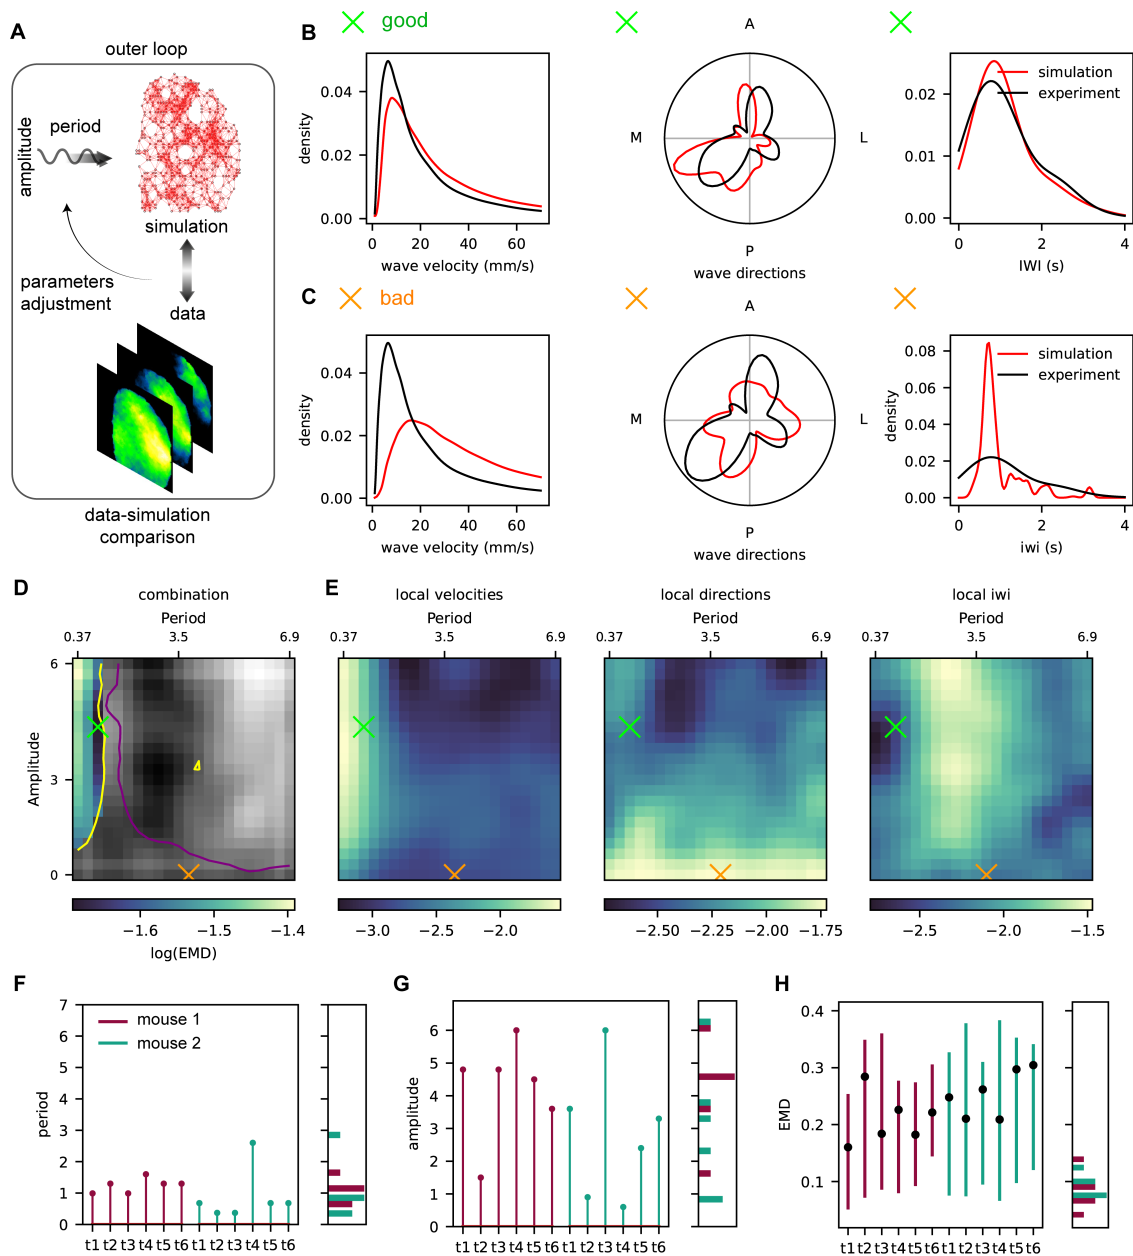 A
outer loop
amplitude
period
simulation
parameters
adjustment
data
data-simulation
comparison
B
good
density
0.04
0.02
0.00
0 20 40 60
wave velocity (mm/s)
A
M
L
P
wave directions
simulation
experiment
0.02
0.01
0.00
0 2 4
IWI (s)
C
bad
density
0.04
0.02
0.00
0 20 40 60
wave velocity (mm/s)
A
M
L
P
wave directions
density
simulation
experiment
0.08
0.06
0.04
0.02
0.00
0 2 4
iwi (s)
D
combination
Period
0.37 3.5 6.9
Amplitude
6
3
0
−1.6 −1.5 −1.4
log(EMD)
E
local velocities
Period
0.37 3.5 6.9
−3.0 −2.5 −2.0
local directions
Period
0.37 3.5 6.9
−2.50 −2.25 −2.00 −1.75
local iwi
Period
0.37 3.5 6.9
−2.5 −2.0 −1.5
F
period
7
6
5
4
3
2
1
0
mouse 1
mouse 2
t1 t2 t3 t4 t5 t6 t1 t2 t3 t4 t5 t6
G
amplitude
6
5
4
3
2
1
0
t1 t2 t3 t4 t5 t6 t1 t2 t3 t4 t5 t6
H
EMD
0.4
0.3
0.2
0.1
t1 t2 t3 t4 t5 t6 t1 t2 t3 t4 t5 t6